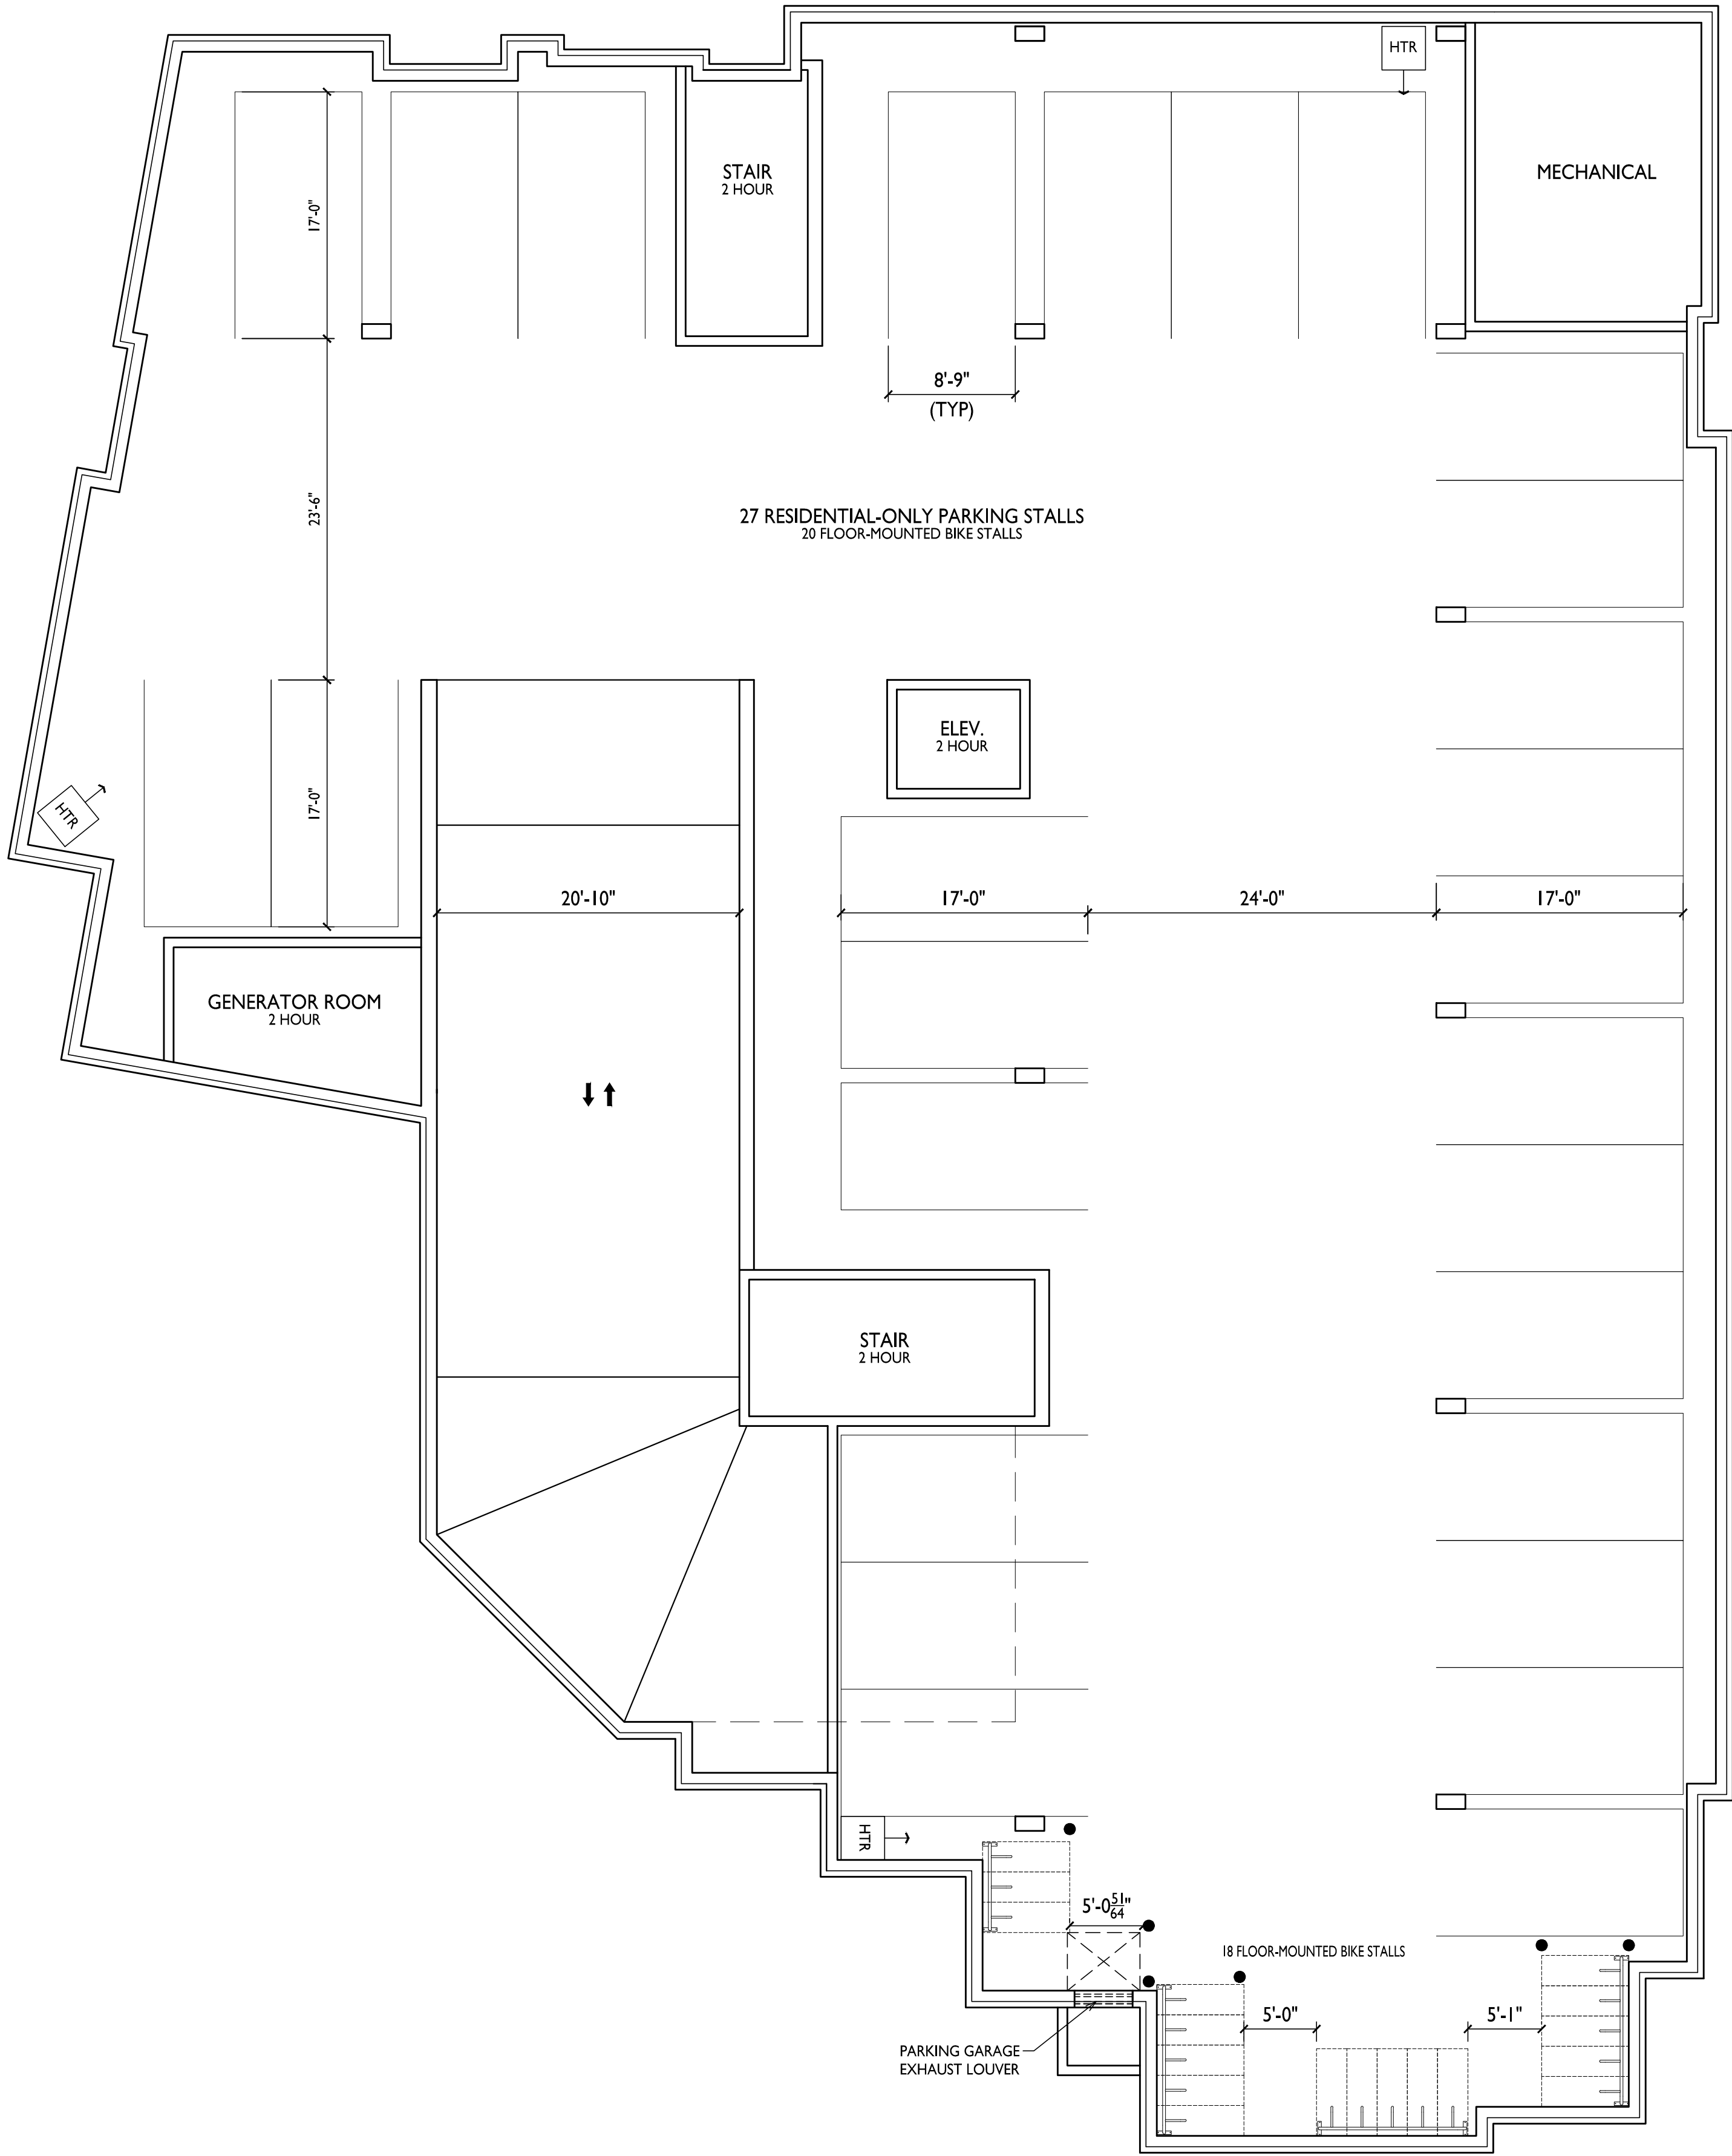 HTR
STAIR
2 HOUR
MECHANICAL
17'-0"
8'-9"
(TYP)
23'-6"
27 RESIDENTIAL-ONLY PARKING STALLS
20 FLOOR-MOUNTED BIKE STALLS
ELEV.
2 HOUR
HTR
17'-0"
20'-10"
17'-0"
24'-0"
17'-0"
GENERATOR ROOM
2 HOUR
STAIR
2 HOUR
HTR
5'-0 51/64"
18 FLOOR-MOUNTED BIKE STALLS
5'-0"
5'-1"
PARKING GARAGE
EXHAUST LOUVER